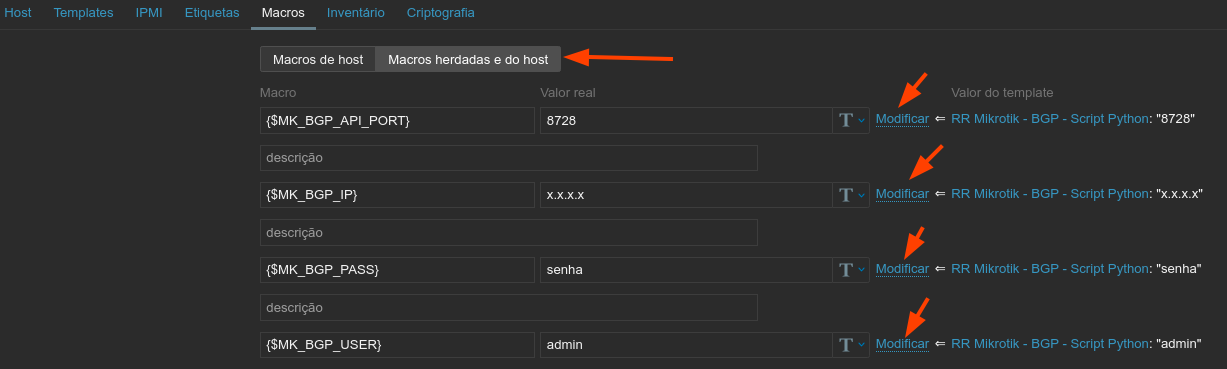 Host Templates IPMI Etiquetas Macros Inventário Criptografia
Macros de host Macros herdadas e do host
Macro Valor real Valor do template
{$MK_BGP_API_PORT} 8728 T Modificar ⇐ RR Mikrotik - BGP - Script Python: "8728"
descrição
{$MK_BGP_IP} x.x.x.x T Modificar ⇐ RR Mikrotik - BGP - Script Python: "x.x.x.x"
descrição
{$MK_BGP_PASS} senha T Modificar ⇐ RR Mikrotik - BGP - Script Python: "senha"
descrição
{$MK_BGP_USER} admin T Modificar ⇐ RR Mikrotik - BGP - Script Python: "admin"